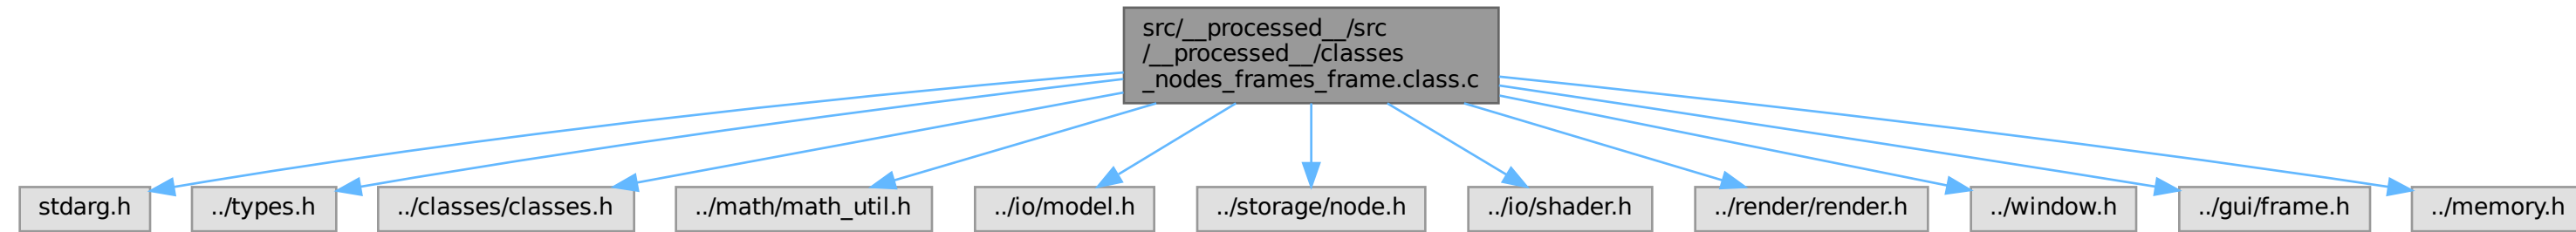 src/__processed__/src
/__processed__/classes
_nodes_frames_frame.class.c
stdarg.h
../types.h
../classes/classes.h
../math/math_util.h
../io/model.h
../storage/node.h
../io/shader.h
../render/render.h
../window.h
../gui/frame.h
../memory.h